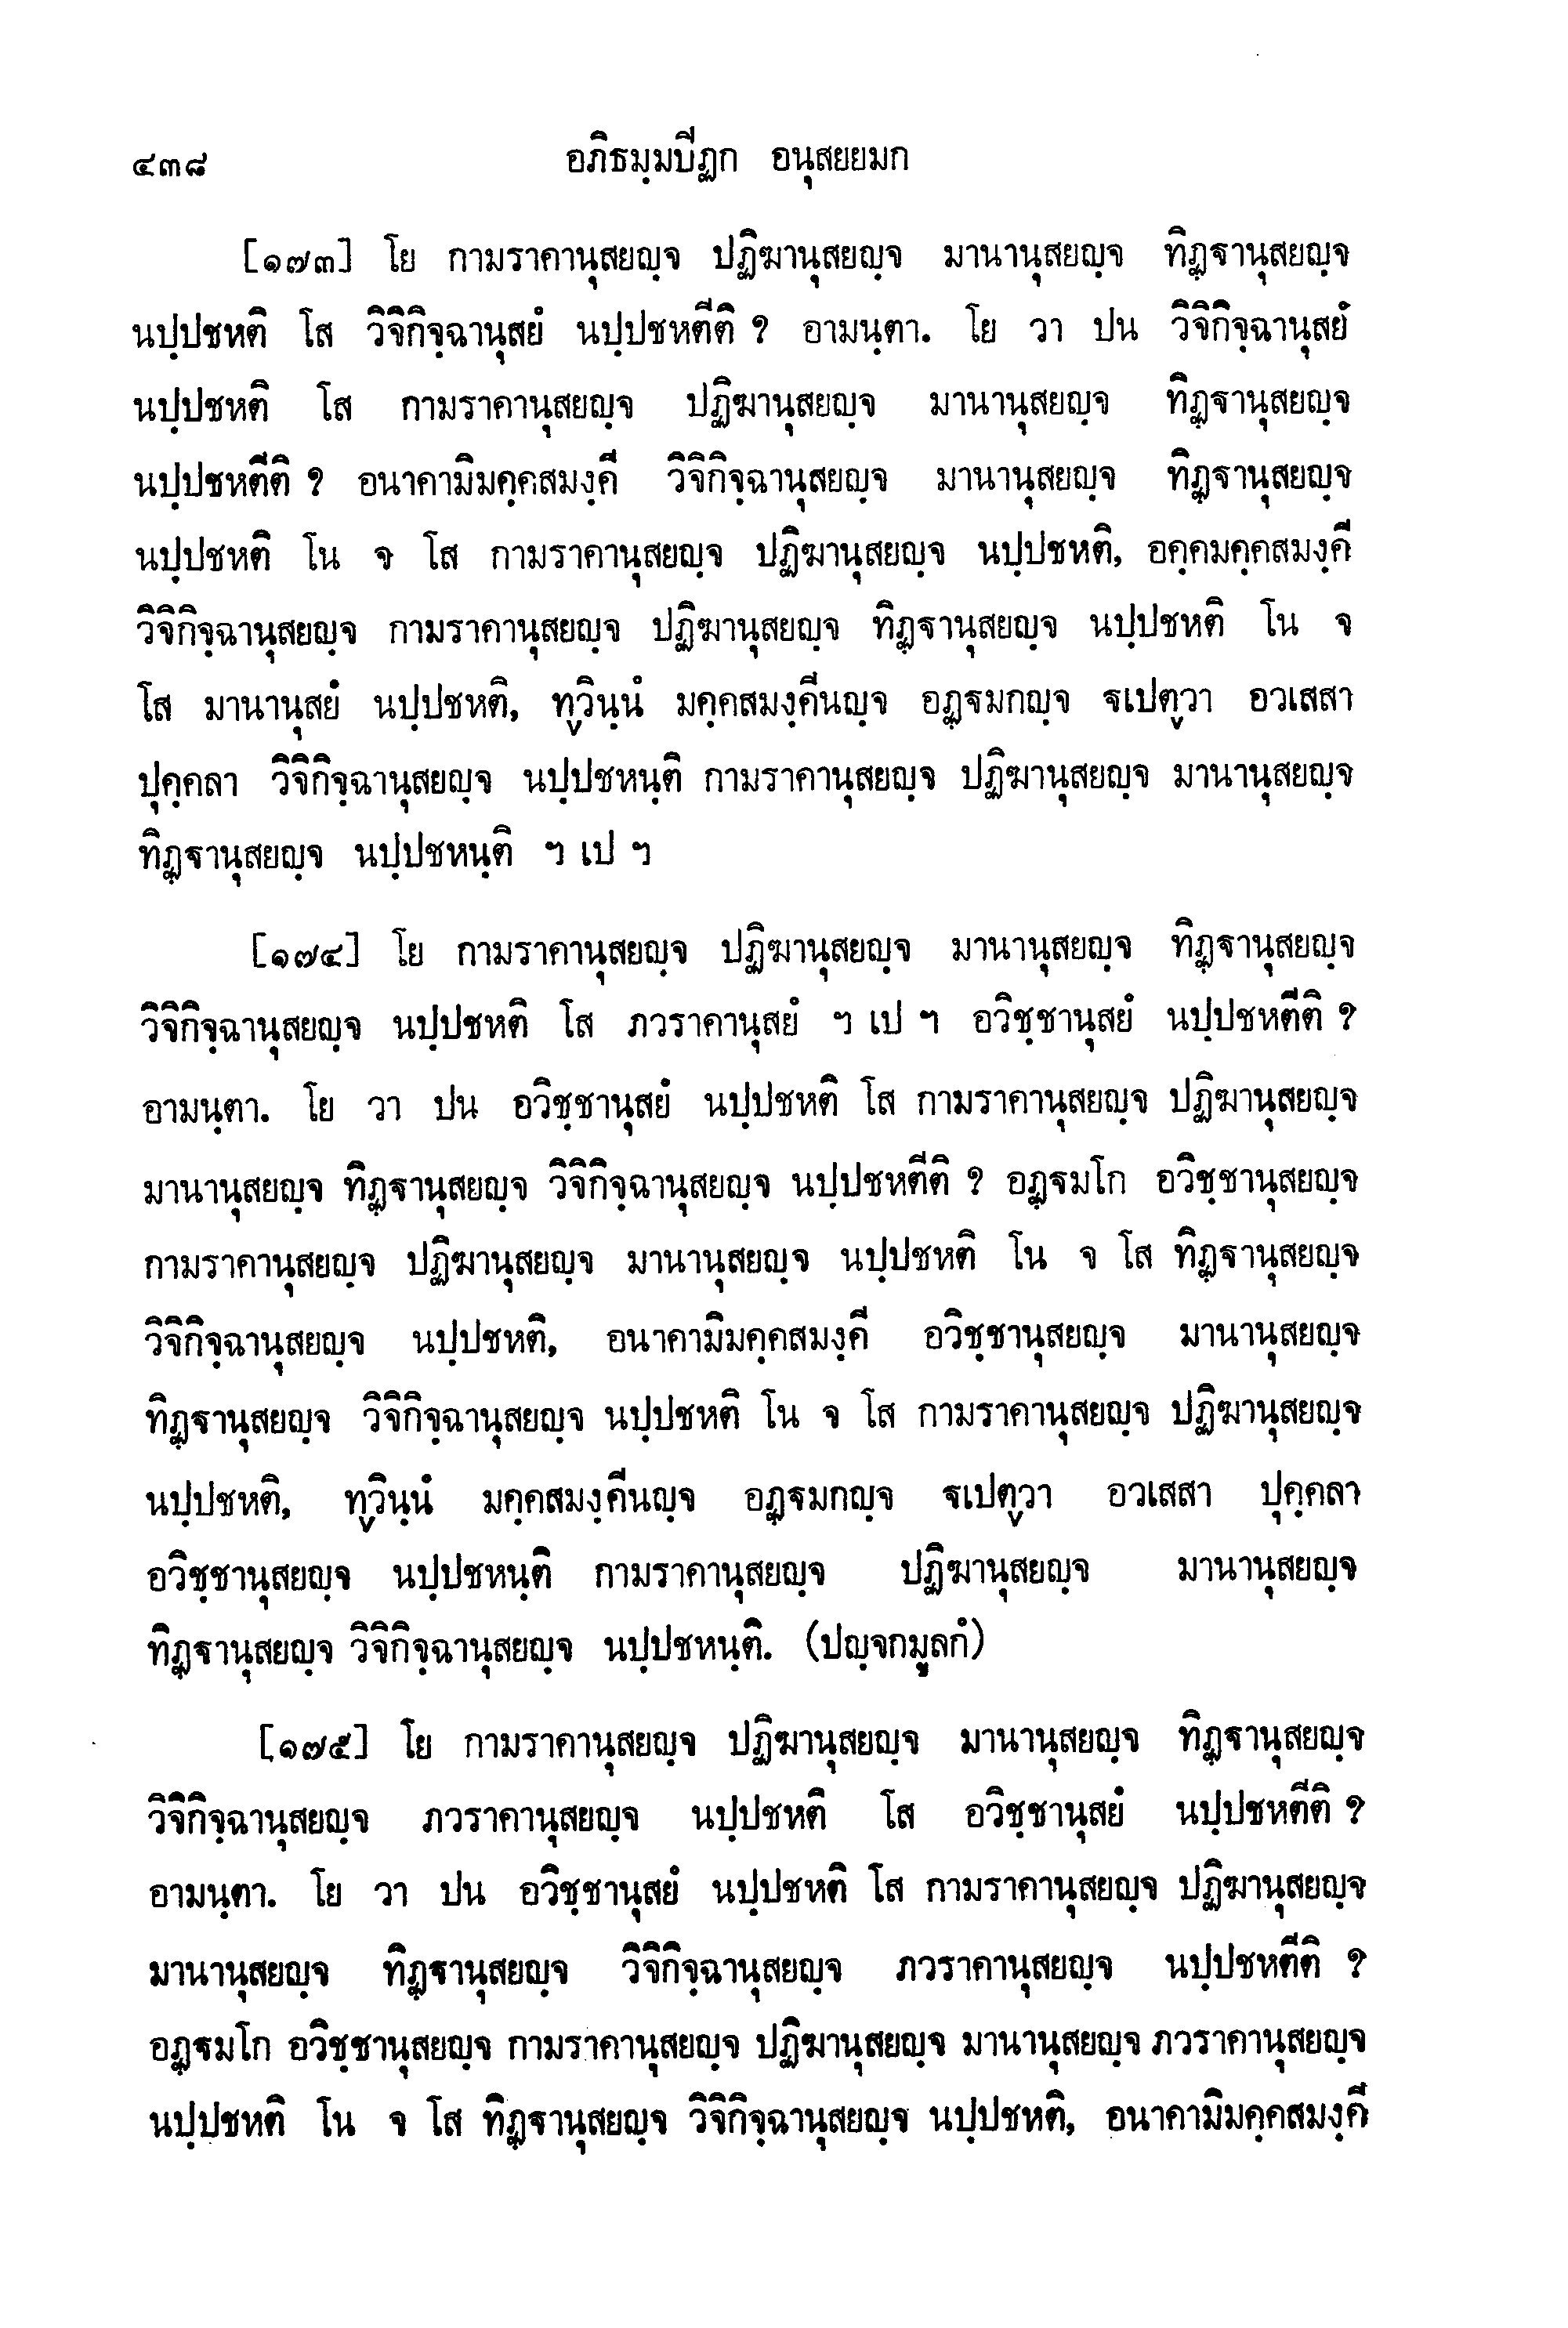 ๔๓๘ อภิธมฺมปีฏก อนุสยยมก
[๑๗๓] โย กามราคานุสยญฺจ ปฏิฆานุสยญฺจ มานานุสยญฺจ ทิฏฺฐานุสยญฺจ
นปฺปชหติ โส วิจิกิจฺฉานุสยํ นปฺปชหตีติ ? อามนฺตา. โย วา ปน วิจิกิจฺฉานุสยํ
นปฺปชหติ โส กามราคานุสยญฺจ ปฏิฆานุสยญฺจ มานานุสยญฺจ ทิฏฺฐานุสยญฺจ
นปฺปชหตีติ ? อนาคามิมคฺคสมงฺคี วิจิกิจฺฉานุสยญฺจ มานานุสยญฺจ ทิฏฺฐานุสยญฺจ
นปฺปชหติ โน จ โส กามราคานุสยญฺจ ปฏิฆานุสยญฺจ นปฺปชหติ, อคฺคมคฺคสมงฺคี
วิจิกิจฺฉานุสยญฺจ กามราคานุสยญฺจ ปฏิฆานุสยญฺจ ทิฏฺฐานุสยญฺจ นปฺปชหติ โน จ
โส มานานุสยํ นปฺปชหติ, ทฺวินฺนํ มคฺคสมงฺคีนญฺจ อฏฺฐมกญฺจ ฐเปตฺวา อวเสสา
ปุคฺคลา วิจิกิจฺฉานุสยญฺจ นปฺปชหนฺติ กามราคานุสยญฺจ ปฏิฆานุสยญฺจ มานานุสยญฺจ
ทิฏฺฐานุสยญฺจ นปฺปชหนฺติ ฯ เป ฯ
[๑๗๔] โย กามราคานุสยญฺจ ปฏิฆานุสยญฺจ มานานุสยญฺจ ทิฏฺฐานุสยญฺจ
วิจิกิจฺฉานุสยญฺจ นปฺปชหติ โส ภวราคานุสยํ ฯ เป ฯ อวิชฺชานุสยํ นปฺปชหตีติ ?
อามนฺตา. โย วา ปน อวิชฺชานุสยํ นปฺปชหติ โส กามราคานุสยญฺจ ปฏิฆานุสยญฺจ
มานานุสยญฺจ ทิฏฺฐานุสยญฺจ วิจิกิจฺฉานุสยญฺจ นปฺปชหตีติ ? อฏฺฐมโก อวิชฺชานุสยญฺจ
กามราคานุสยญฺจ ปฏิฆานุสยญฺจ มานานุสยญฺจ นปฺปชหติ โน จ โส ทิฏฺฐานุสยญฺจ
วิจิกิจฺฉานุสยญฺจ นปฺปชหติ, อนาคามิมคฺคสมงฺคี อวิชฺชานุสยญฺจ มานานุสยญฺจ
ทิฏฺฐานุสยญฺจ วิจิกิจฺฉานุสยญฺจ นปฺปชหติ โน จ โส กามราคานุสยญฺจ ปฏิฆานุสยญฺจ
นปฺปชหติ, ทฺวินฺนํ มคฺคสมงฺคีนญฺจ อฏฺฐมกญฺจ ฐเปตฺวา อวเสสา ปุคฺคลา
อวิชฺชานุสยญฺจ นปฺปชหนฺติ กามราคานุสยญฺจ ปฏิฆานุสยญฺจ มานานุสยญฺจ
ทิฏฺฐานุสยญฺจ วิจิกิจฺฉานุสยญฺจ นปฺปชหนฺติ. (ปญฺจกมูลกํ)
[๑๗๕] โย กามราคานุสยญฺจ ปฏิฆานุสยญฺจ มานานุสยญฺจ ทิฏฺฐานุสยญฺจ
วิจิกิจฺฉานุสยญฺจ ภวราคานุสยญฺจ นปฺปชหติ โส อวิชฺชานุสยํ นปฺปชหตีติ ?
อามนฺตา. โย วา ปน อวิชฺชานุสยํ นปฺปชหติ โส กามราคานุสยญฺจ ปฏิฆานุสยญฺจ
มานานุสยญฺจ ทิฏฺฐานุสยญฺจ วิจิกิจฺฉานุสยญฺจ ภวราคานุสยญฺจ นปฺปชหตีติ ?
อฏฺฐมโก อวิชฺชานุสยญฺจ กามราคานุสยญฺจ ปฏิฆานุสยญฺจ มานานุสยญฺจ ภวราคานุสยญฺจ
นปฺปชหติ โน จ โส ทิฏฺฐานุสยญฺจ วิจิกิจฺฉานุสยญฺจ นปฺปชหติ, อนาคามิมคฺคสมงฺคี